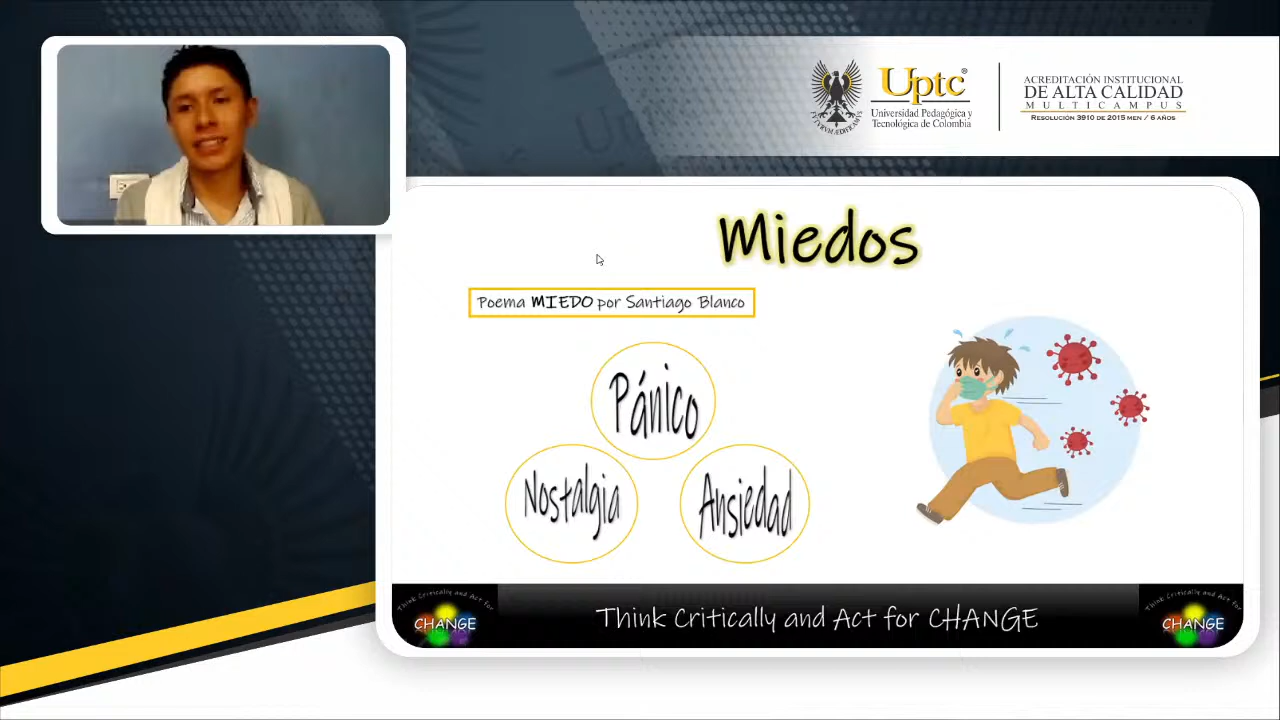 Uptc®
Universidad Pedagógica y
Tecnológica de Colombia
ACREDITACIÓN INSTITUCIONAL
DE ALTA CALIDAD
MULTICAMPUS
RESOLUCIÓN 3910 DE 2015 MEN / 6 AÑOS
Miedos
Poema MIEDO por Santiago Blanco
Pánico
Nostalgia
Ansiedad
Think Critically and Act for
CHANGE
Think Critically and Act for CHANGE
Think Critically and Act for
CHANGE